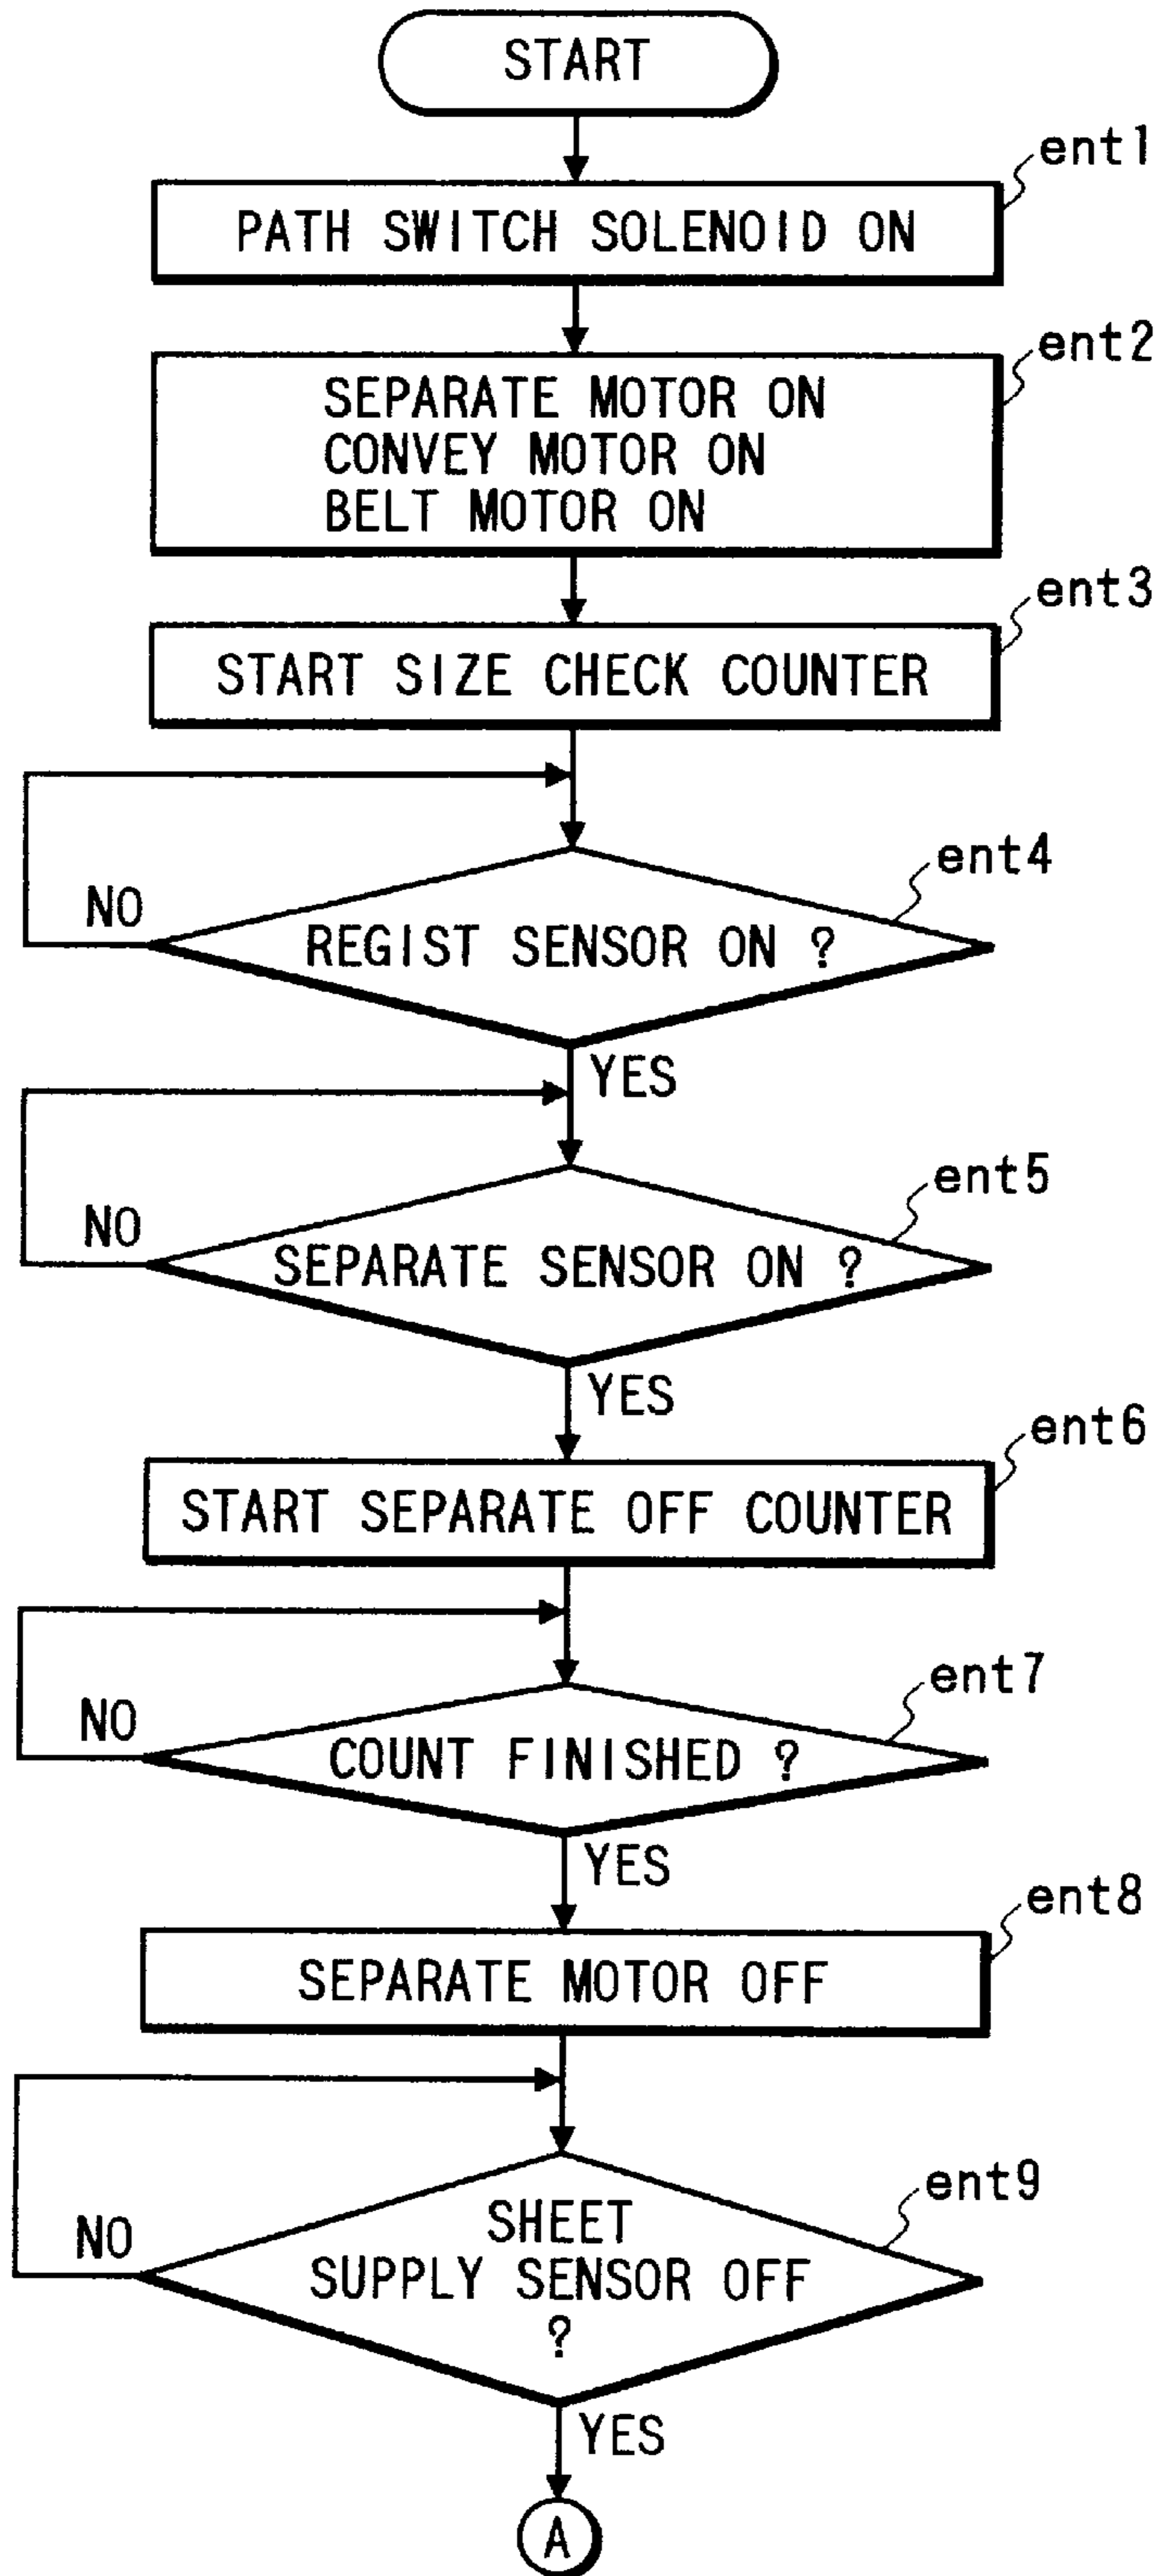 START
ent1
PATH SWITCH SOLENOID ON
ent2
SEPARATE MOTOR ON
CONVEY MOTOR ON
BELT MOTOR ON
ent3
START SIZE CHECK COUNTER
ent4
NO
REGIST SENSOR ON ?
YES
ent5
NO
SEPARATE SENSOR ON ?
YES
ent6
START SEPARATE OFF COUNTER
ent7
NO
COUNT FINISHED ?
YES
ent8
SEPARATE MOTOR OFF
ent9
NO
SHEET
SUPPLY SENSOR OFF
?
YES
A